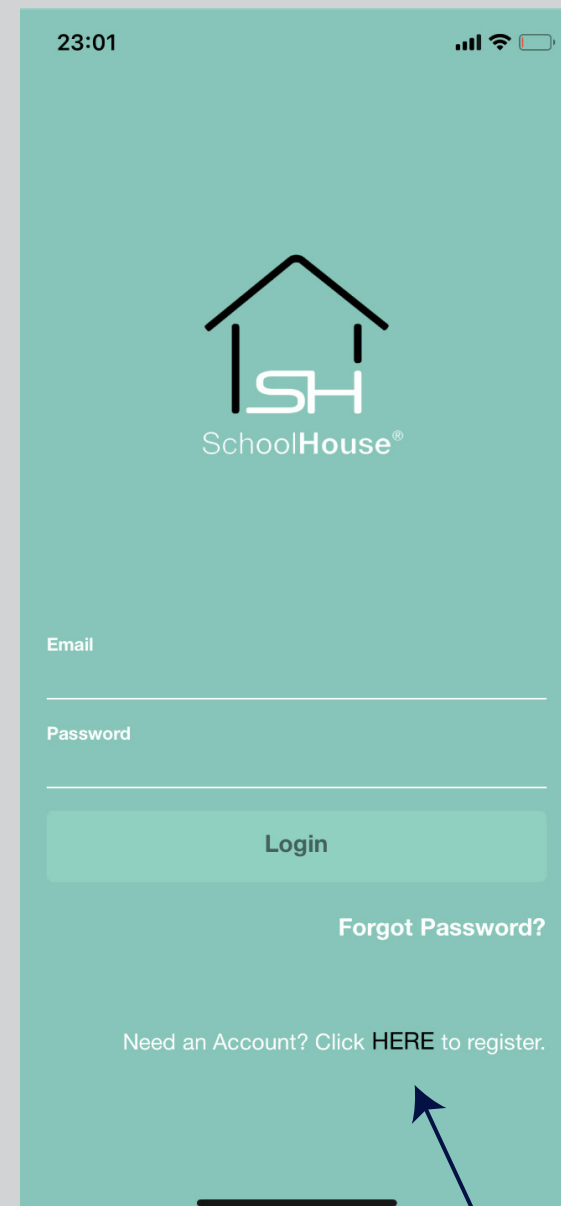 23:01
SH
SchoolHouse®
Email
Password
Login
Forgot Password?
Need an Account? Click HERE to register.